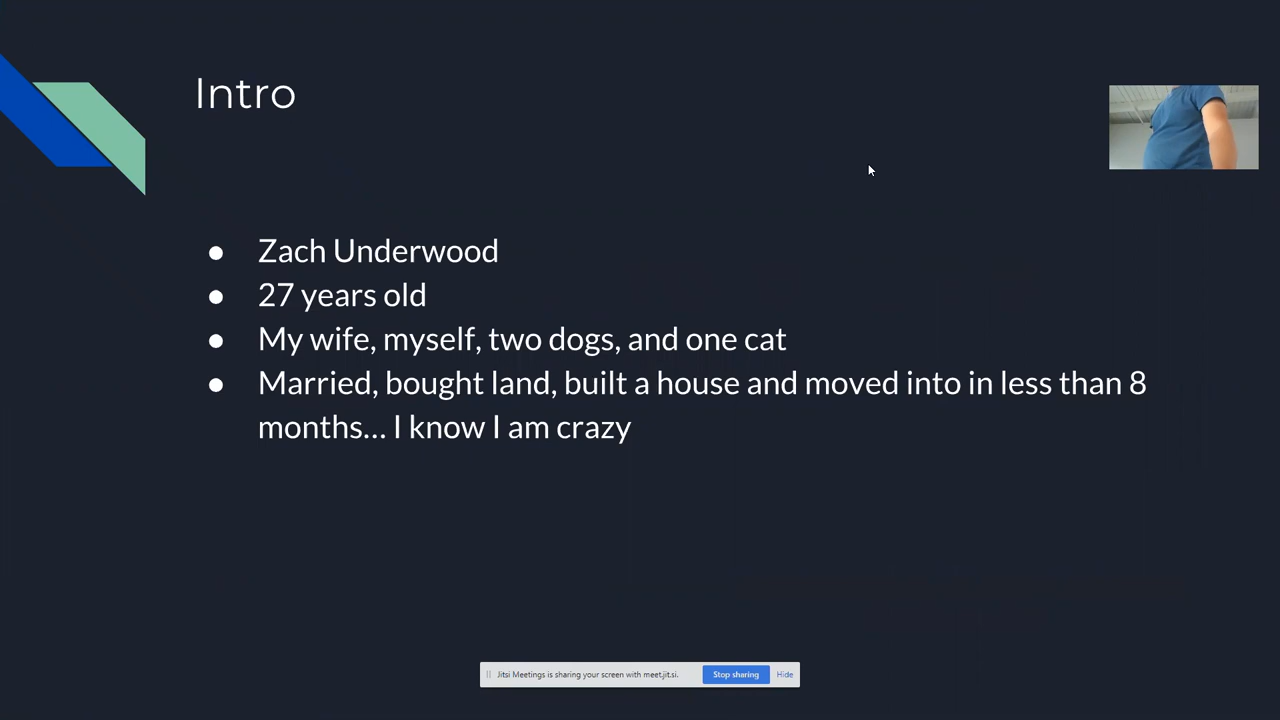 Intro
● Zach Underwood
● 27 years old
● My wife, myself, two dogs, and one cat
● Married, bought land, built a house and moved into in less than 8
months... I know I am crazy
Jitsi Meetings is sharing your screen with meet.jit.si. Stop sharing Hide